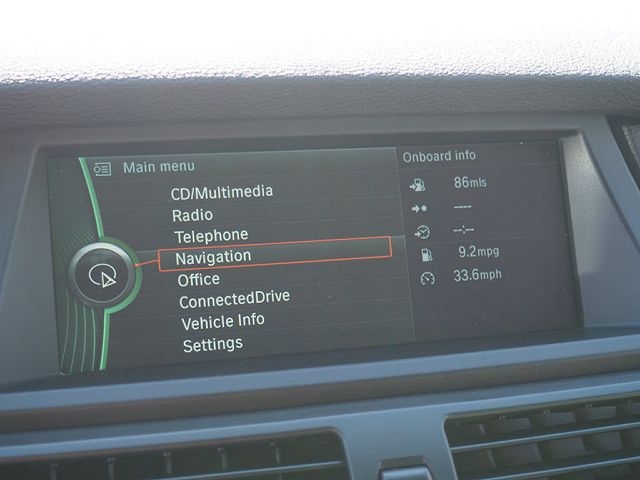 Main menu
CD/Multimedia
Radio
Telephone
Navigation
Office
ConnectedDrive
Vehicle Info
Settings
Onboard info
86mls
----
--:--
9.2mpg
33.6mph